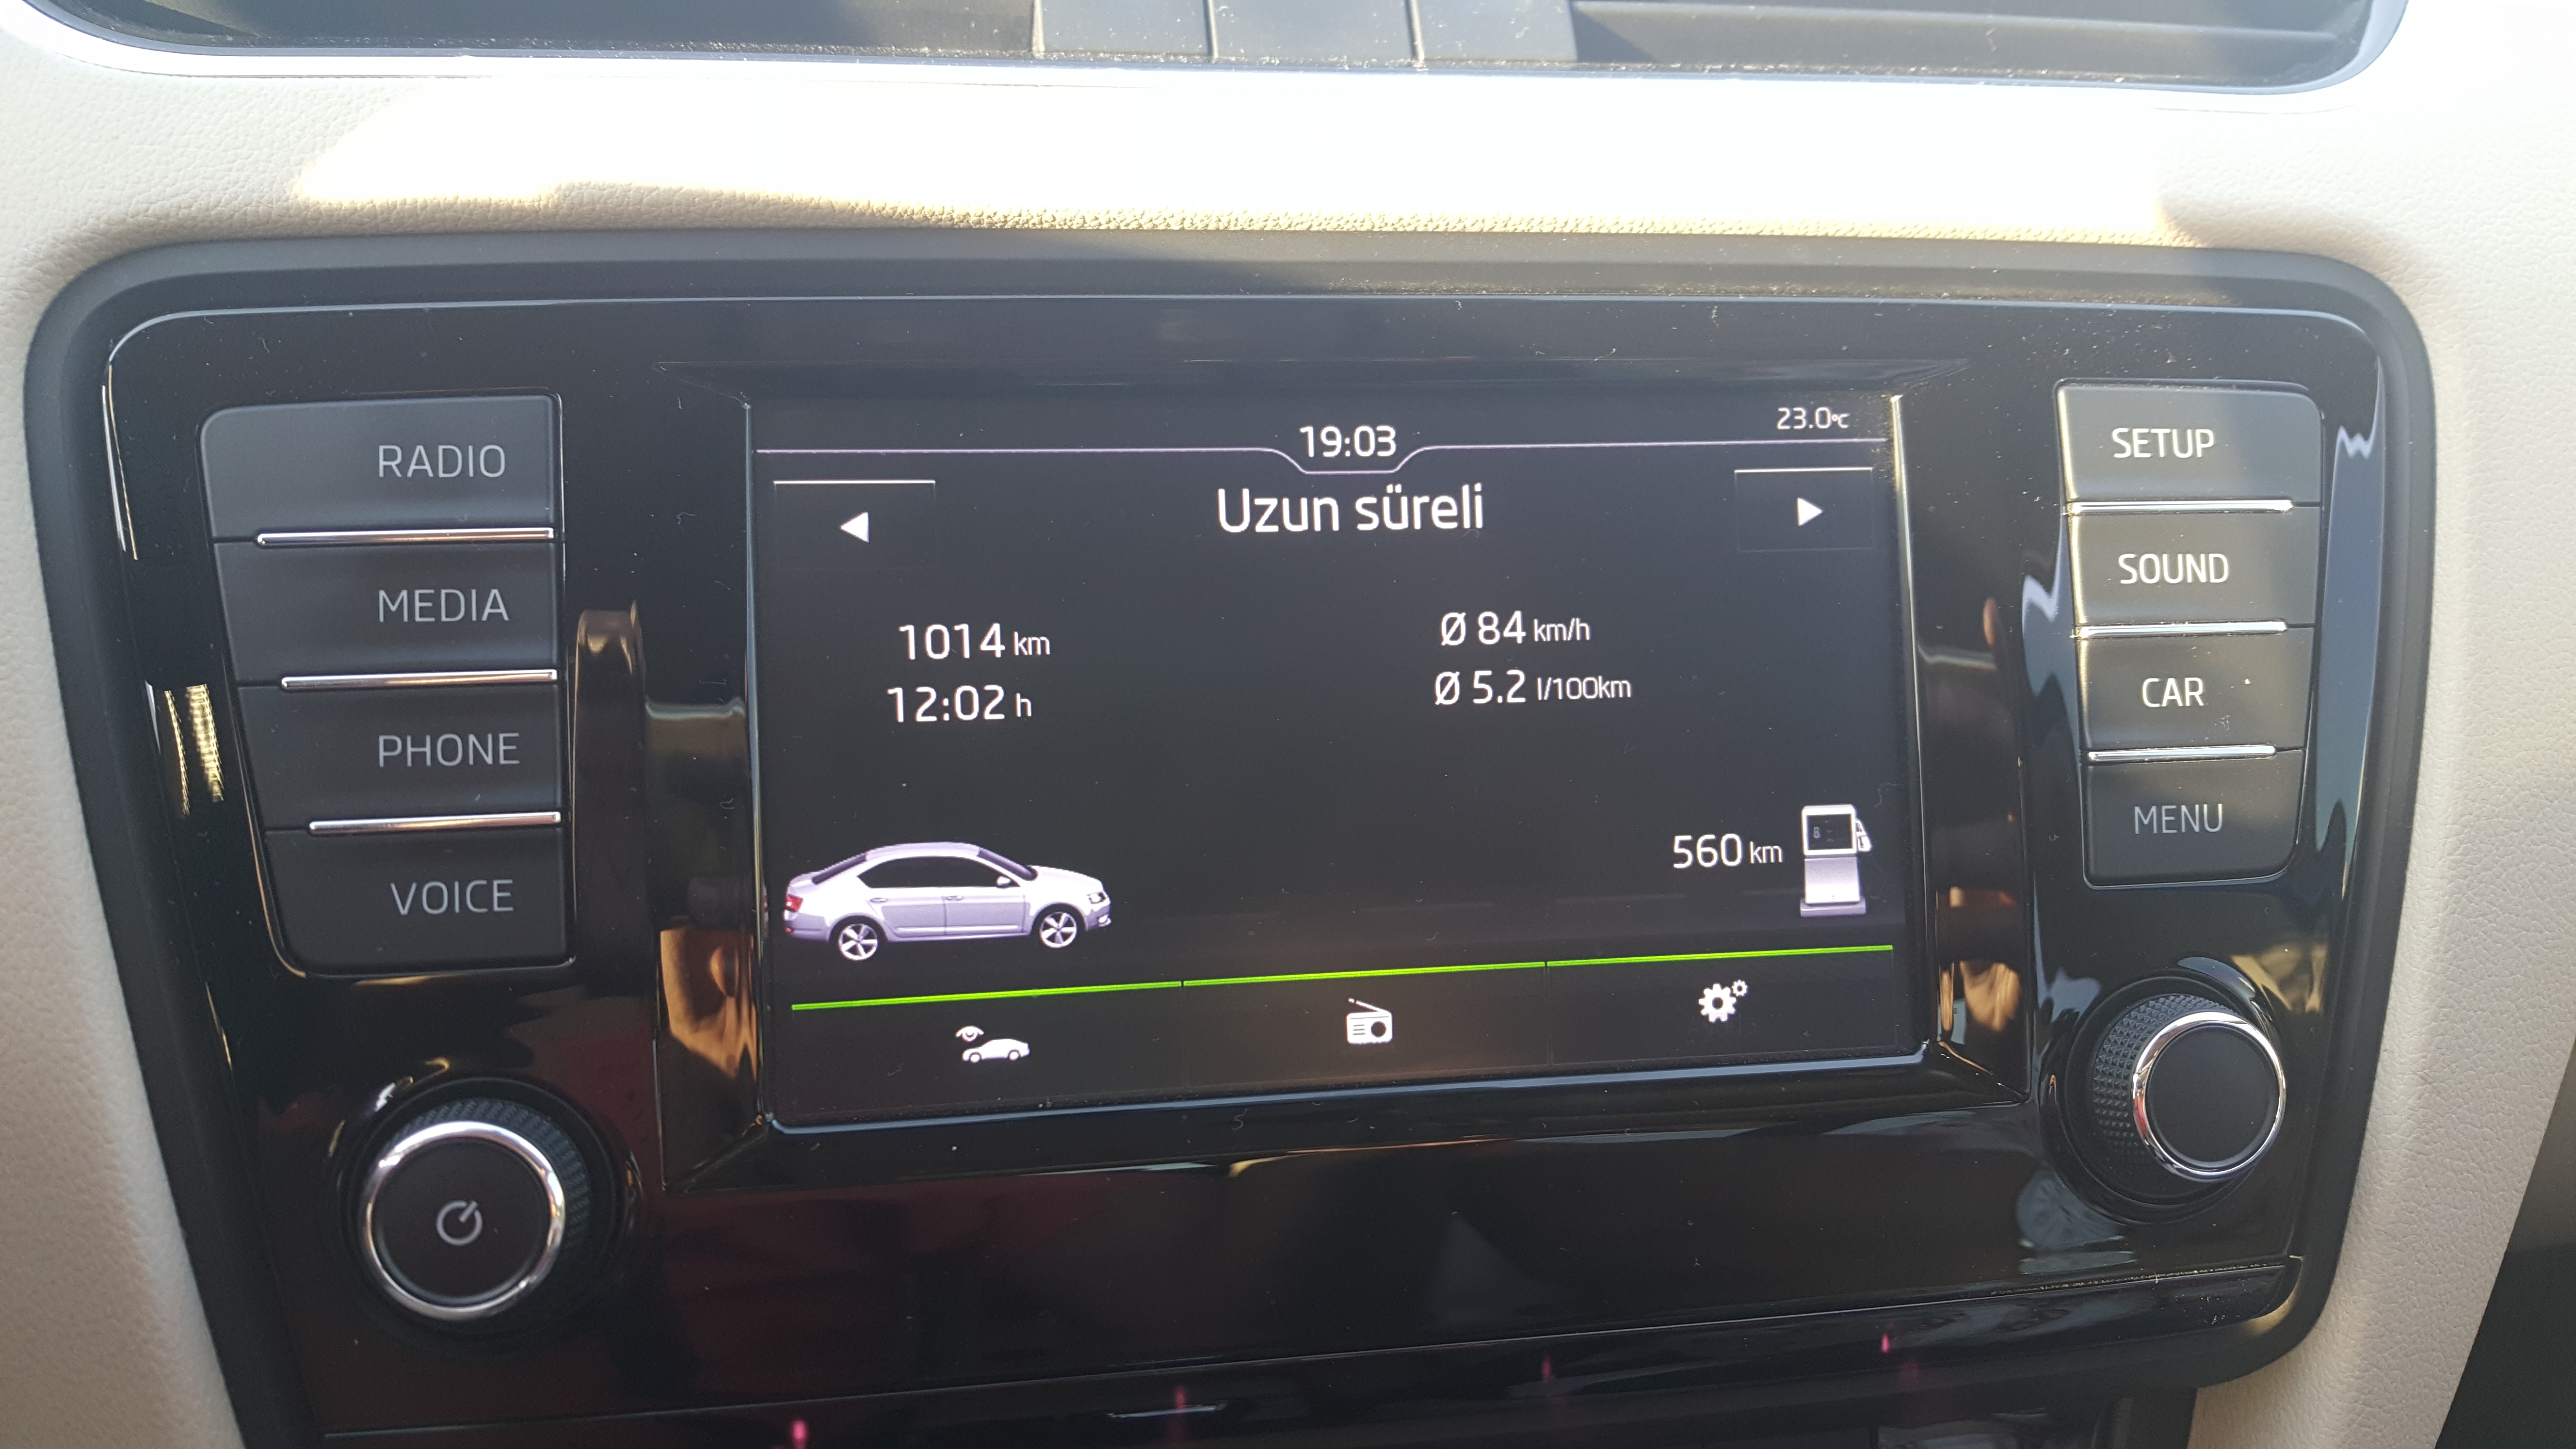 RADIO
MEDIA
PHONE
VOICE
19:03
23.0°C
Uzun süreli
1014 km
12:02 h
Ø 84 km/h
Ø 5.2 l/100km
560 km
SETUP
SOUND
CAR
MENU